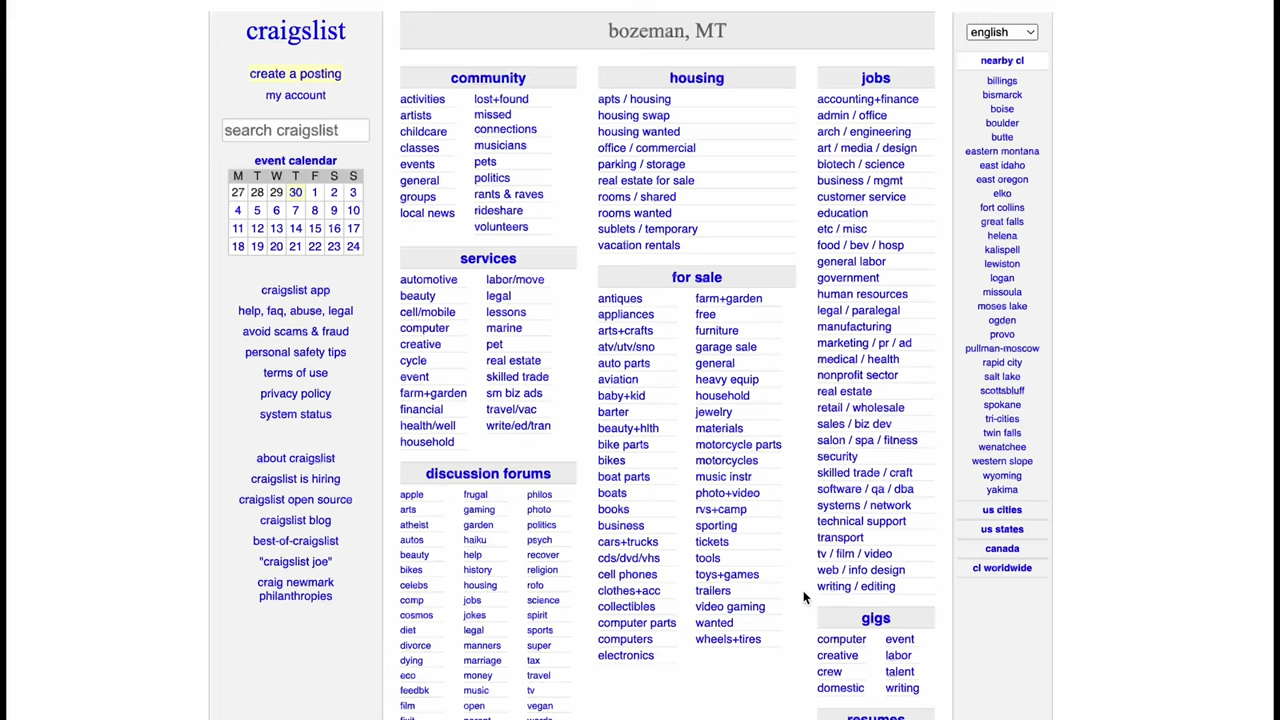 craigslist
create a posting
my account
search craigslist
event calendar
M T W T F S S
27 28 29 30 1 2 3
4 5 6 7 8 9 10
11 12 13 14 15 16 17
18 19 20 21 22 23 24
craigslist app
help, faq, abuse, legal
avoid scams & fraud
personal safety tips
terms of use
privacy policy
system status
about craigslist
craigslist is hiring
craigslist open source
craigslist blog
best-of-craigslist
"craigslist joe"
craig newmark
philanthropies
bozeman, MT
community
activities
artists
childcare
classes
events
general
groups
local news
lost+found
missed
connections
musicians
pets
politics
rants & raves
rideshare
volunteers
services
automotive
beauty
cell/mobile
computer
creative
cycle
event
farm+garden
financial
health/well
household
labor/move
legal
lessons
marine
pet
real estate
skilled trade
sm biz ads
travel/vac
write/ed/tran
discussion forums
apple
arts
atheist
autos
beauty
bikes
celebs
comp
cosmos
diet
divorce
dying
eco
feedbk
film
frugal
gaming
garden
haiku
help
history
housing
jobs
jokes
legal
manners
marriage
money
music
open
philos
photo
politics
psych
recover
religion
rofo
science
spirit
sports
super
tax
travel
tv
vegan
housing
apts / housing
housing swap
housing wanted
office / commercial
parking / storage
real estate for sale
rooms / shared
rooms wanted
sublets / temporary
vacation rentals
for sale
antiques
appliances
arts+crafts
atv/utv/sno
auto parts
aviation
baby+kid
barter
beauty+hlth
bike parts
bikes
boat parts
boats
books
business
cars+trucks
cds/dvd/vhs
cell phones
clothes+acc
collectibles
computer parts
computers
electronics
farm+garden
free
furniture
garage sale
general
heavy equip
household
jewelry
materials
motorcycle parts
motorcycles
music instr
photo+video
rvs+camp
sporting
tickets
tools
toys+games
trailers
video gaming
wanted
wheels+tires
jobs
accounting+finance
admin / office
arch / engineering
art / media / design
biotech / science
business / mgmt
customer service
education
etc / misc
food / bev / hosp
general labor
government
human resources
legal / paralegal
manufacturing
marketing / pr / ad
medical / health
nonprofit sector
real estate
retail / wholesale
sales / biz dev
salon / spa / fitness
security
skilled trade / craft
software / qa / dba
systems / network
technical support
transport
tv / film / video
web / info design
writing / editing
gigs
computer
creative
crew
domestic
event
labor
talent
writing
resumes
english
nearby cl
billings
bismarck
boise
boulder
butte
eastern montana
east idaho
east oregon
elko
fort collins
great falls
helena
kalispell
lewiston
logan
missoula
moses lake
ogden
provo
pullman-moscow
rapid city
salt lake
scottsbluff
spokane
tri-cities
twin falls
wenatchee
western slope
wyoming
yakima
us cities
us states
canada
cl worldwide